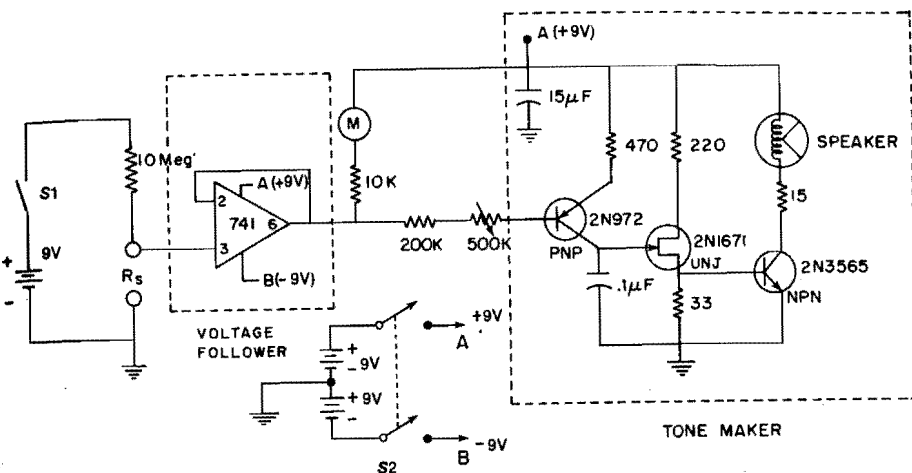 A (+9V)
15µF
M
470
220
SPEAKER
10 Meg'
S1
A (+9V)
10K
2
741
6
3
15
9V
+
-
200K
500K
2N972
PNP
2N1671
UNJ
2N3565
NPN
B(-9V)
RS
.1µF
33
VOLTAGE
FOLLOWER
+
-9V
+9V
A
+9V
-
-9V
B
S2
TONE MAKER